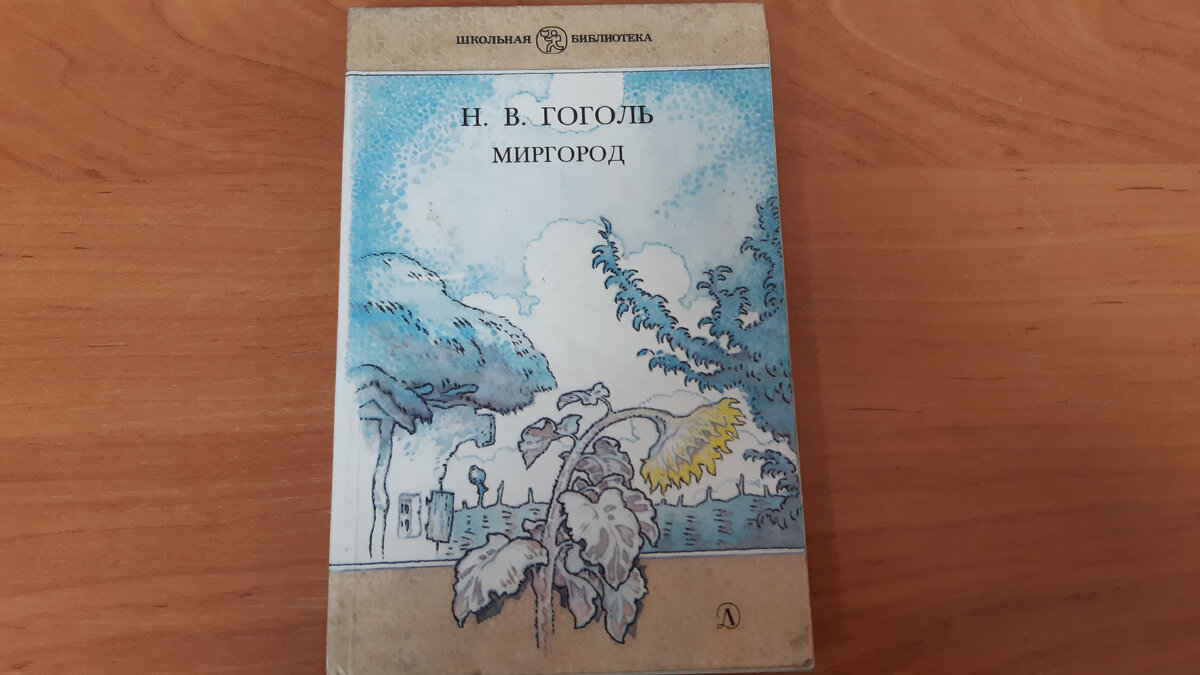 ШКОЛЬНАЯ БИБЛИОТЕКА
Н. В. ГОГОЛЬ
МИРГОРОД
Д